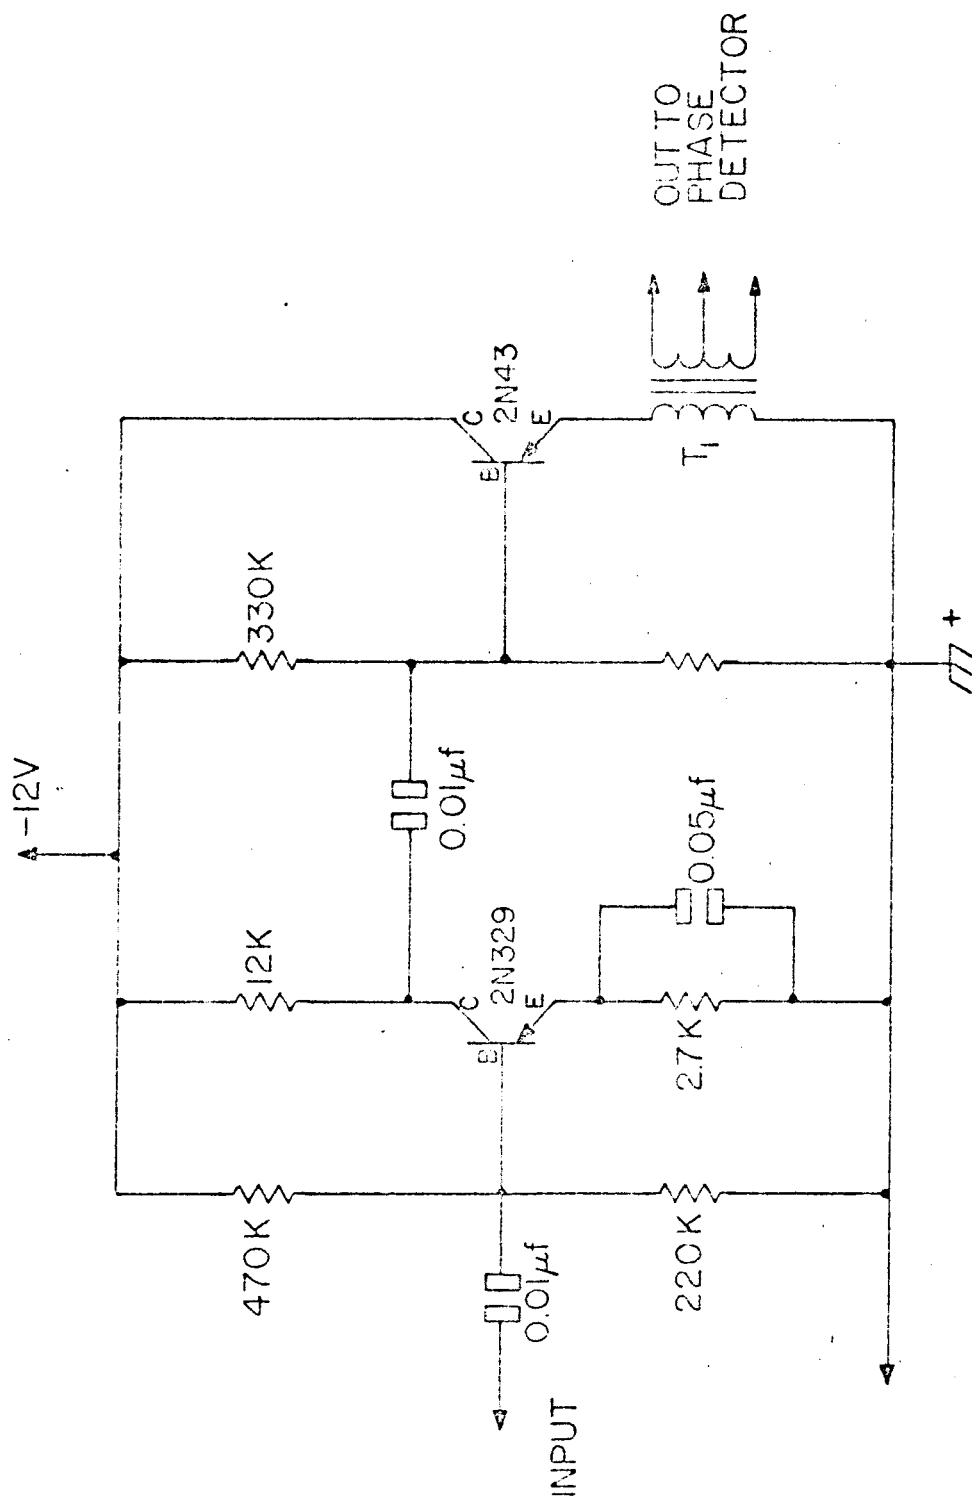 -12V
470K
12K
330K
0.01µf
C
B
2N329
E
C
B
2N43
E
INPUT
0.01µf
220K
2.7K
0.05µf
T1
OUT TO
PHASE
DETECTOR
+